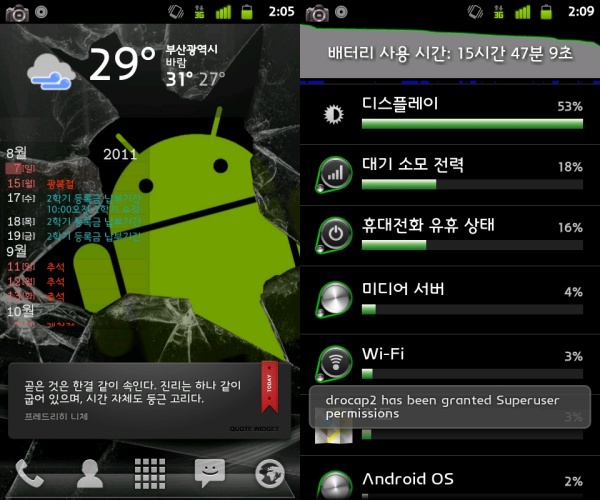 3G
2:05
29°
부산광역시
바람
31° 27°
8월
2011
7[일]
15[월] 광복절
17[수] 2학기 등록금 납부기간
18[목] 2학기 등록금 납부기간
19[금] 2학기 등록금 납부기간
9월
11[일] 추석
12[월] 추석
추석
10월
곧은 것은 한결 같이 속인다. 진리는 하나 같이
굽어 있으며, 시간 자체도 둥근 고리다.
프레드리히 니체
TODAY
QUOTE WIDGET
3G
2:09
배터리 사용 시간: 15시간 47분 9초
디스플레이 53%
대기 소모 전력 18%
휴대전화 유휴 상태 16%
미디어 서버 4%
Wi-Fi 3%
drocap2 has been granted Superuser
permissions
3%
Android OS 2%